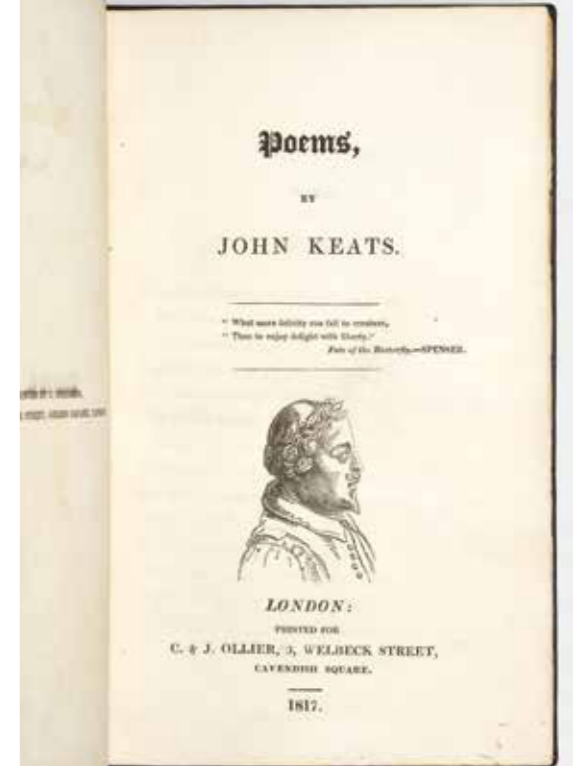 Poems,
BY
JOHN KEATS.
" What more felicity can fall to creature,
" Than to enjoy delight with liberty."
Fate of the Butterfly.—SPENSER.
LONDON:
PRINTED FOR
C. & J. OLLIER, 3, WELBECK STREET,
CAVENDISH SQUARE.
1817.